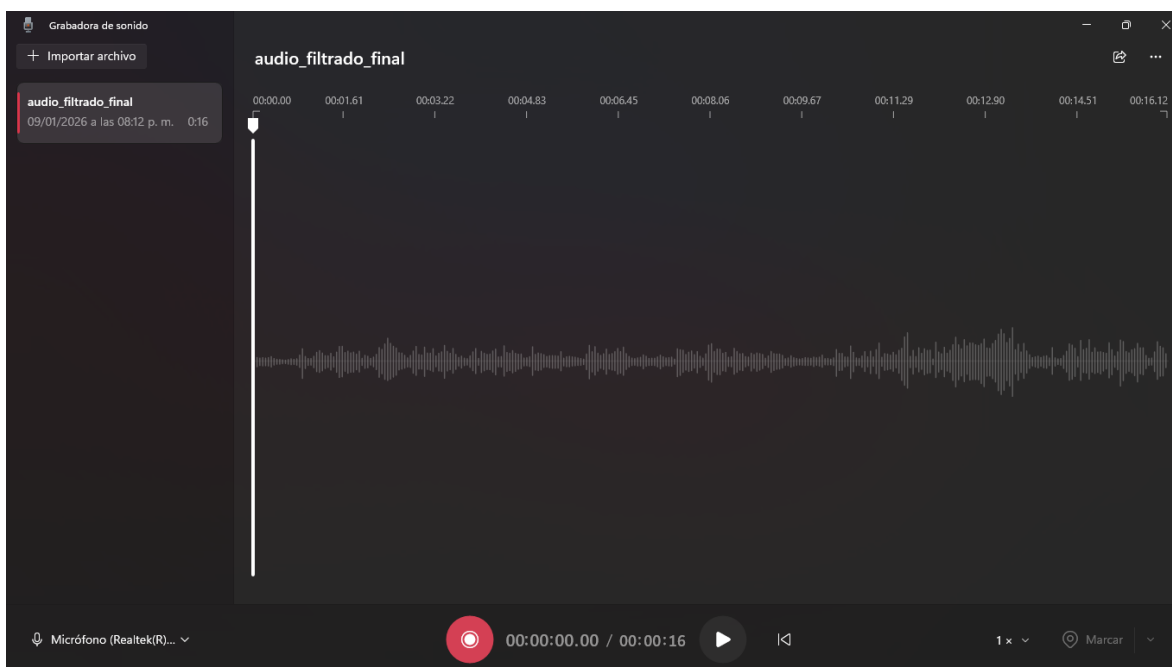 Grabadora de sonido
Importar archivo
audio_filtrado_final
audio_filtrado_final
09/01/2026 a las 08:12 p. m. 0:16
00:00.00 00:01.61 00:03.22 00:04.83 00:06.45 00:08.06 00:09.67 00:11.29 00:12.90 00:14.51 00:16.12
Micrófono (Realtek(R)...
00:00:00.00 / 00:00:16
1 ×
Marcar